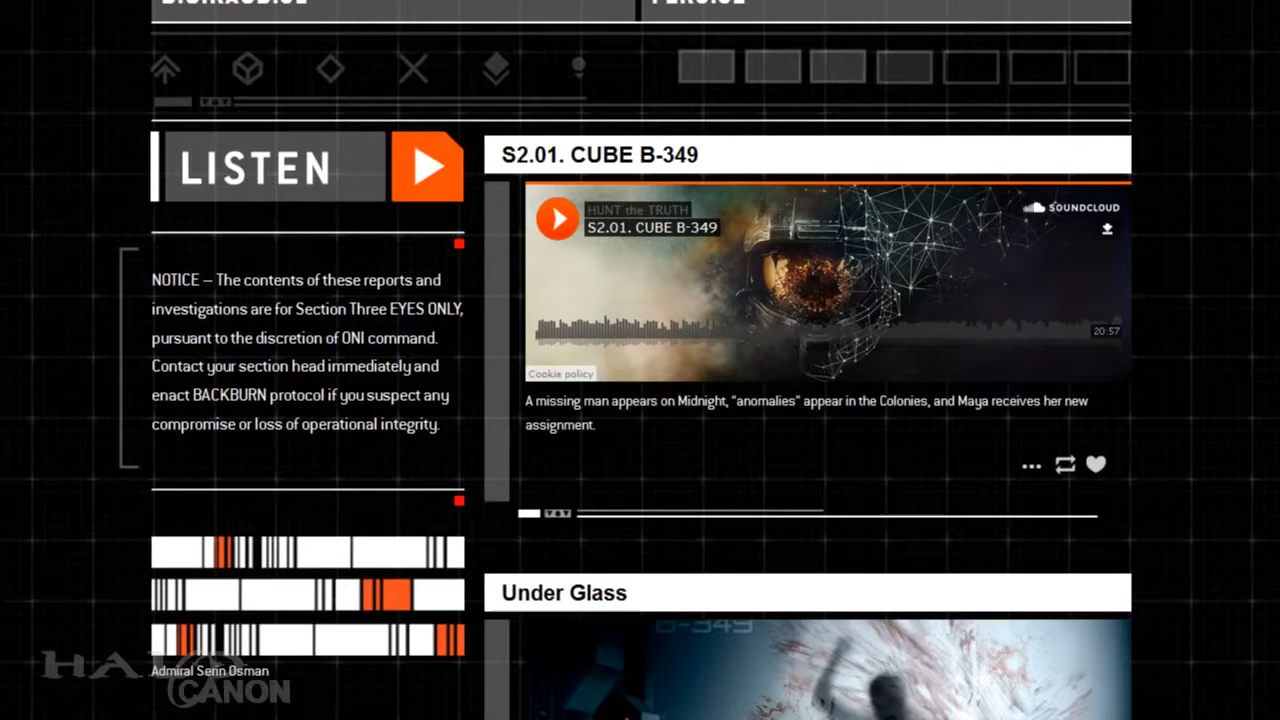 LISTEN
NOTICE – The contents of these reports and
investigations are for Section Three EYES ONLY,
pursuant to the discretion of ONI command.
Contact your section head immediately and
enact BACKBURN protocol if you suspect any
compromise or loss of operational integrity.
Admiral Serin Osman
HALO
CANON
S2.01. CUBE B-349
HUNT the TRUTH
S2.01. CUBE B-349
SOUNDCLOUD
20:57
Cookie policy
A missing man appears on Midnight, “anomalies” appear in the Colonies, and Maya receives her new
assignment.
Under Glass
B-349